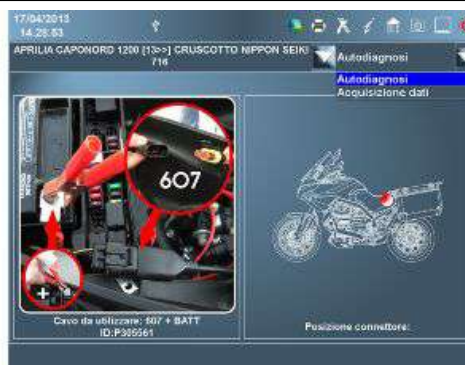 17/04/2013
14.28.53
APRILIA CAPONORD 1200 [13>>] CRUSCOTTO NIPPON SEIKI
716
Autodiagnosi
Autodiagnosi
Acquisizione dati
607
Cavo da utilizzare: 607 + BATT
ID:P305561
Posizione connettore: